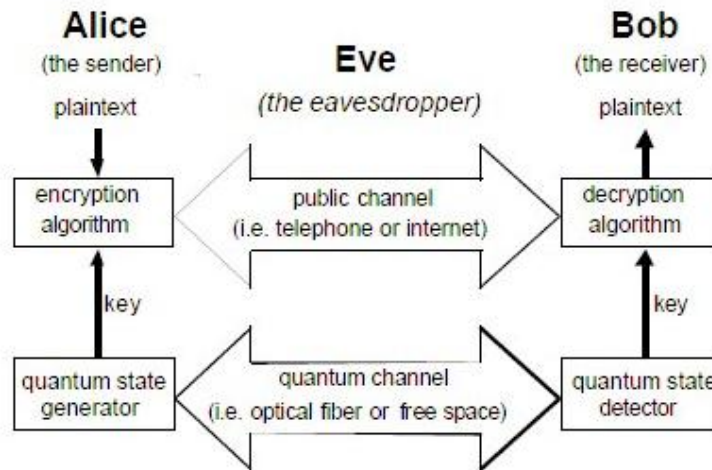 Alice
(the sender)
plaintext
encryption
algorithm
key
quantum state
generator
Eve
(the eavesdropper)
public channel
(i.e. telephone or internet)
quantum channel
(i.e. optical fiber or free space)
Bob
(the receiver)
plaintext
decryption
algorithm
key
quantum state
detector